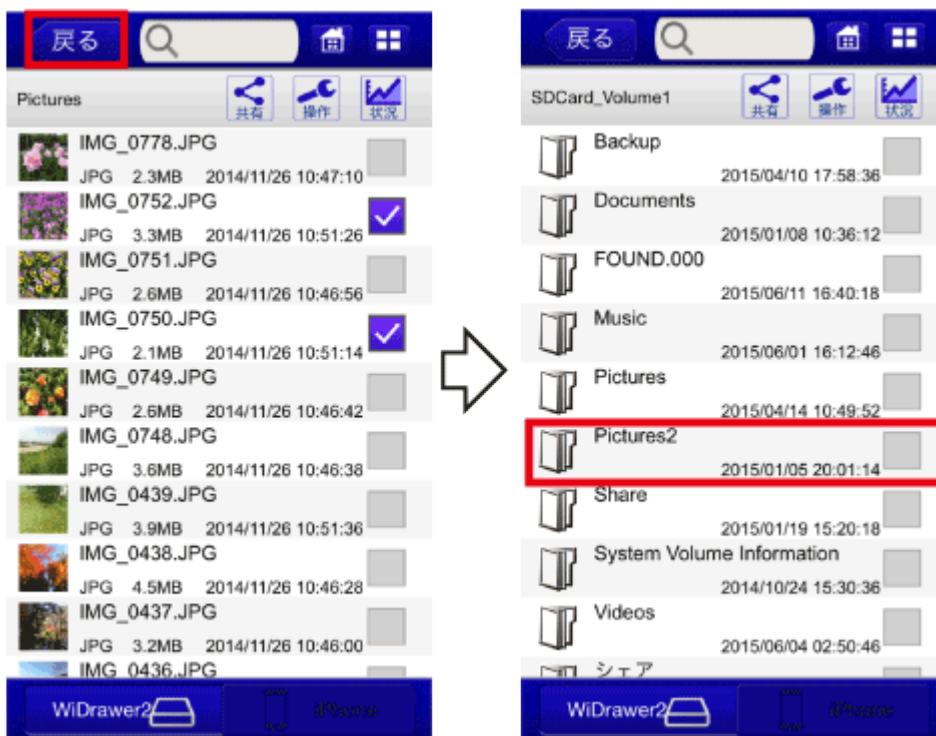 戻る
Pictures
共有 操作 状況
IMG_0778.JPG
JPG 2.3MB 2014/11/26 10:47:10
IMG_0752.JPG
JPG 3.3MB 2014/11/26 10:51:26
IMG_0751.JPG
JPG 2.6MB 2014/11/26 10:46:56
IMG_0750.JPG
JPG 2.1MB 2014/11/26 10:51:14
IMG_0749.JPG
JPG 2.6MB 2014/11/26 10:46:42
IMG_0748.JPG
JPG 3.6MB 2014/11/26 10:46:38
IMG_0439.JPG
JPG 3.9MB 2014/11/26 10:51:36
IMG_0438.JPG
JPG 4.5MB 2014/11/26 10:46:28
IMG_0437.JPG
JPG 3.2MB 2014/11/26 10:46:00
IMG_0436.JPG
WiDrawer2
戻る
SDCard_Volume1
共有 操作 状況
Backup
2015/04/10 17:58:36
Documents
2015/01/08 10:36:12
FOUND.000
2015/06/11 16:40:18
Music
2015/06/01 16:12:46
Pictures
2015/04/14 10:49:52
Pictures2
2015/01/05 20:01:14
Share
2015/01/19 15:20:18
System Volume Information
2014/10/24 15:30:36
Videos
2015/06/04 02:50:46
シェア
WiDrawer2